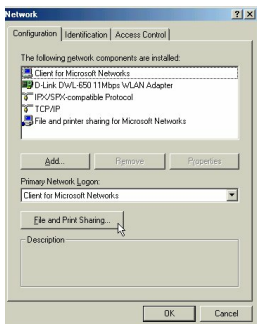 Network
Configuration Identification Access Control
The following network components are installed:
Client for Microsoft Networks
D-Link DWL-650 11Mbps WLAN Adapter
IPX/SPX-compatible Protocol
TCP/IP
File and printer sharing for Microsoft Networks
Add... Remove Properties
Primary Network Logon:
Client for Microsoft Networks
File and Print Sharing...
Description
OK Cancel